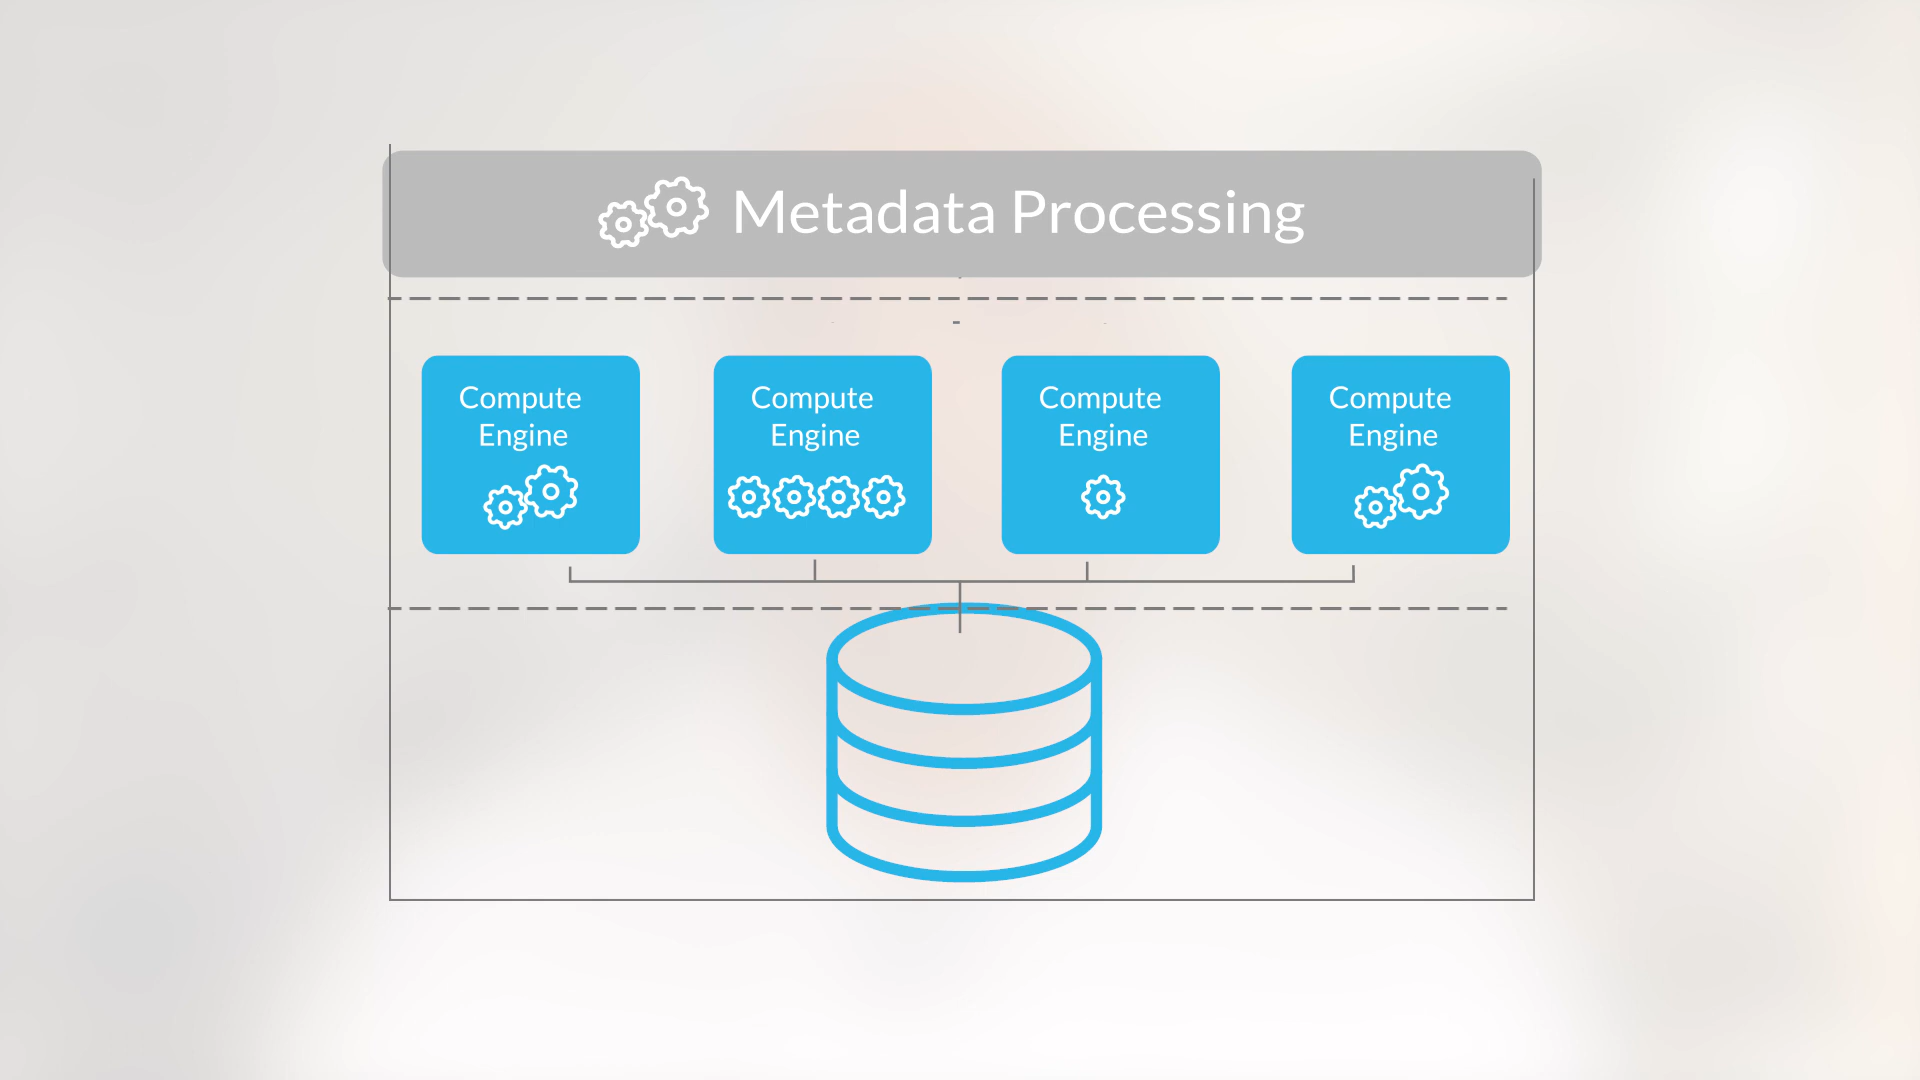 Metadata Processing
Compute
Engine
Compute
Engine
Compute
Engine
Compute
Engine